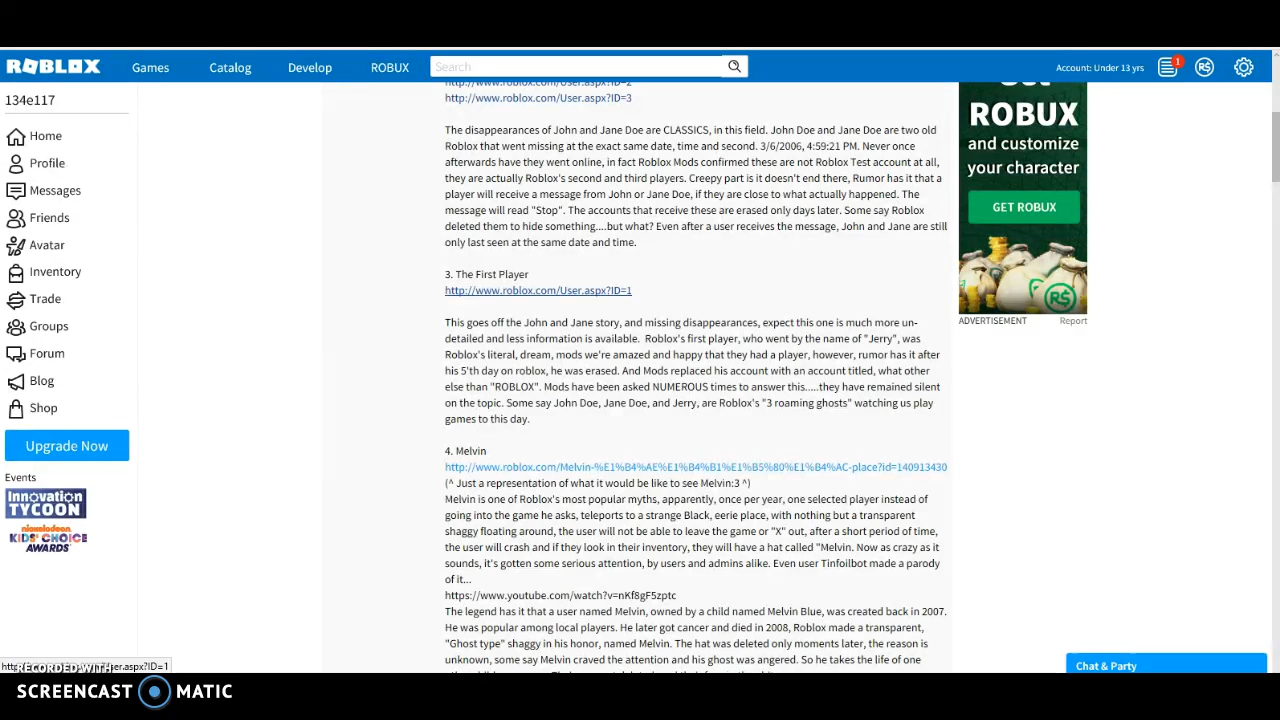 ROBLOX
Games
Catalog
Develop
ROBUX
Search
Account: Under 13 yrs
1
R$
134e117
Home
Profile
Messages
Friends
Avatar
Inventory
Trade
Groups
Forum
Blog
Shop
Upgrade Now
Events
Innovation
TYCOON
nickelodeon
KIDS' CHOICE
AWARDS
http://www.roblox.com/User.aspx?ID=2
http://www.roblox.com/User.aspx?ID=3
The disappearances of John and Jane Doe are CLASSICS, in this field. John Doe and Jane Doe are two old
Roblox that went missing at the exact same date, time and second. 3/6/2006, 4:59:21 PM. Never once
afterwards have they went online, in fact Roblox Mods confirmed these are not Roblox Test account at all,
they are actually Roblox's second and third players. Creepy part is it doesn't end there, Rumor has it that a
player will receive a message from John or Jane Doe, if they are close to what actually happened. The
message will read "Stop". The accounts that receive these are erased only days later. Some say Roblox
deleted them to hide something....but what? Even after a user receives the message, John and Jane are still
only last seen at the same date and time.
3. The First Player
http://www.roblox.com/User.aspx?ID=1
This goes off the John and Jane story, and missing disappearances, expect this one is much more un-
detailed and less information is available.  Roblox's first player, who went by the name of "Jerry", was
Roblox's literal, dream, mods we're amazed and happy that they had a player, however, rumor has it after
his 5'th day on roblox, he was erased. And Mods replaced his account with an account titled, what other
else than "ROBLOX". Mods have been asked NUMEROUS times to answer this.....they have remained silent
on the topic. Some say John Doe, Jane Doe, and Jerry, are Roblox's "3 roaming ghosts" watching us play
games to this day.
4. Melvin
http://www.roblox.com/Melvin-%E1%B4%AE%E1%B4%B1%E1%B5%80%E1%B4%AC-place?id=140913430
(^ Just a representation of what it would be like to see Melvin:3 ^)
Melvin is one of Roblox's most popular myths, apparently, once per year, one selected player instead of
going into the game he asks, teleports to a strange Black, eerie place, with nothing but a transparent
shaggy floating around, the user will not be able to leave the game or "X" out, after a short period of time,
the user will crash and if they look in their inventory, they will have a hat called "Melvin. Now as crazy as it
sounds, it's gotten some serious attention, by users and admins alike. Even user Tinfoilbot made a parody
of it...
https://www.youtube.com/watch?v=nKf8gF5zptc
The legend has it that a user named Melvin, owned by a child named Melvin Blue, was created back in 2007.
He was popular among local players. He later got cancer and died in 2008, Roblox made a transparent,
"Ghost type" shaggy in his honor, named Melvin. The hat was deleted only moments later, the reason is
unknown, some say Melvin craved the attention and his ghost was angered. So he takes the life of one
Get
ROBUX
and customize
your character
GET ROBUX
R$
ADVERTISEMENT
Report
Chat & Party
User.aspx?ID=1
RECORDED WITH
SCREENCAST
MATIC